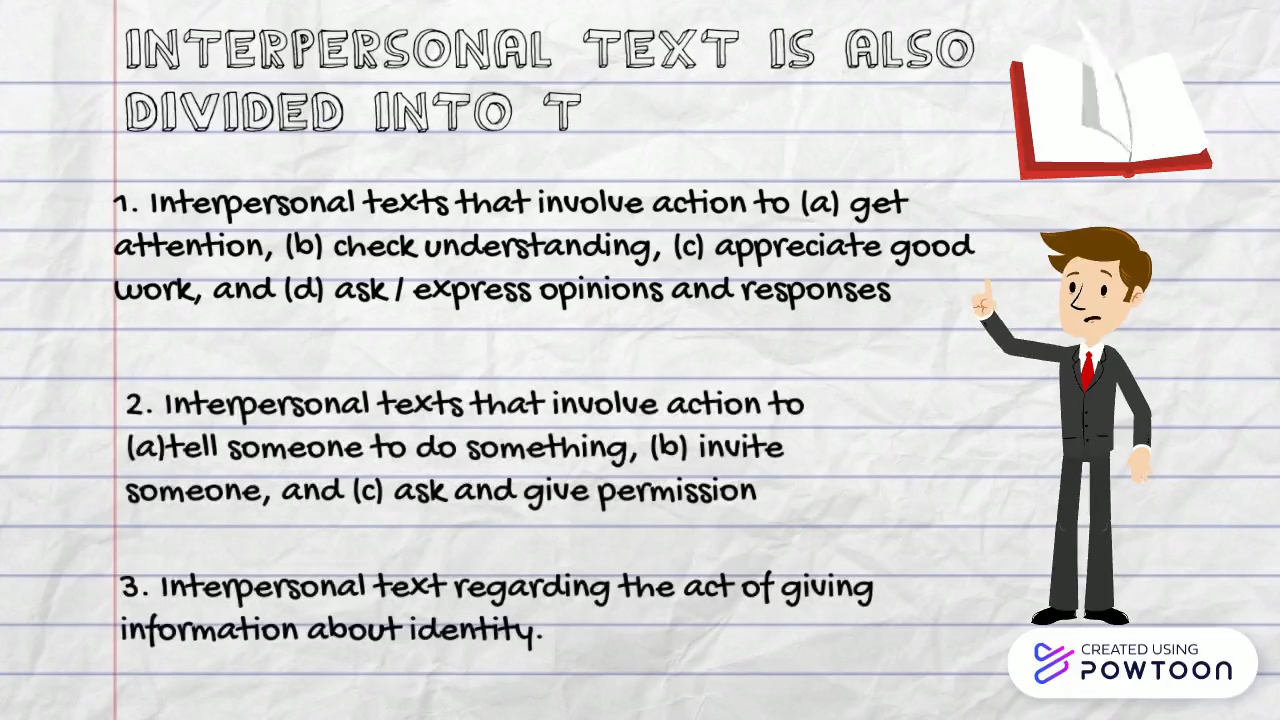 INTERPERSONAL TEXT IS ALSO
DIVIDED INTO T
1. Interpersonal texts that involve action to (a) get
attention, (b) check understanding, (c) appreciate good
work, and (d) ask / express opinions and responses
2. Interpersonal texts that involve action to
(a)tell someone to do something, (b) invite
someone, and (c) ask and give permission
3. Interpersonal text regarding the act of giving
information about identity.
CREATED USING
POWTOON